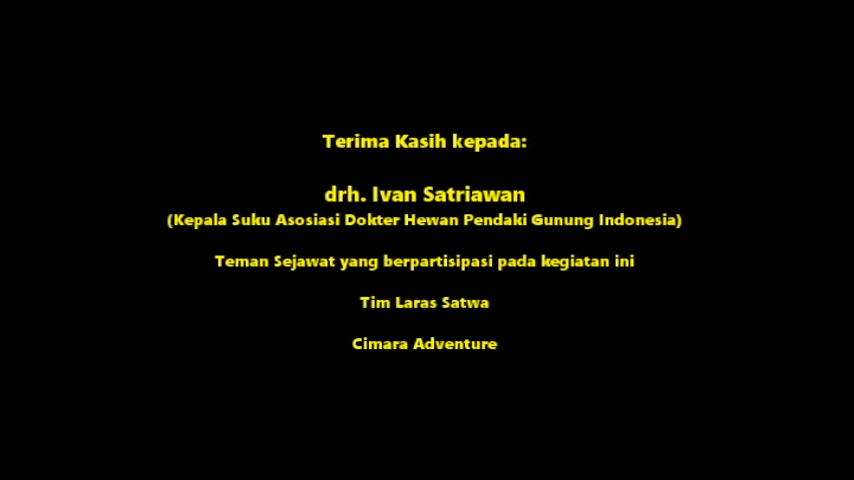 Terima Kasih kepada:
drh. Ivan Satriawan
(Kepala Suku Asosiasi Dokter Hewan Pendaki Gunung Indonesia)
Teman Sejawat yang berpartisipasi pada kegiatan ini
Tim Laras Satwa
Cimara Adventure